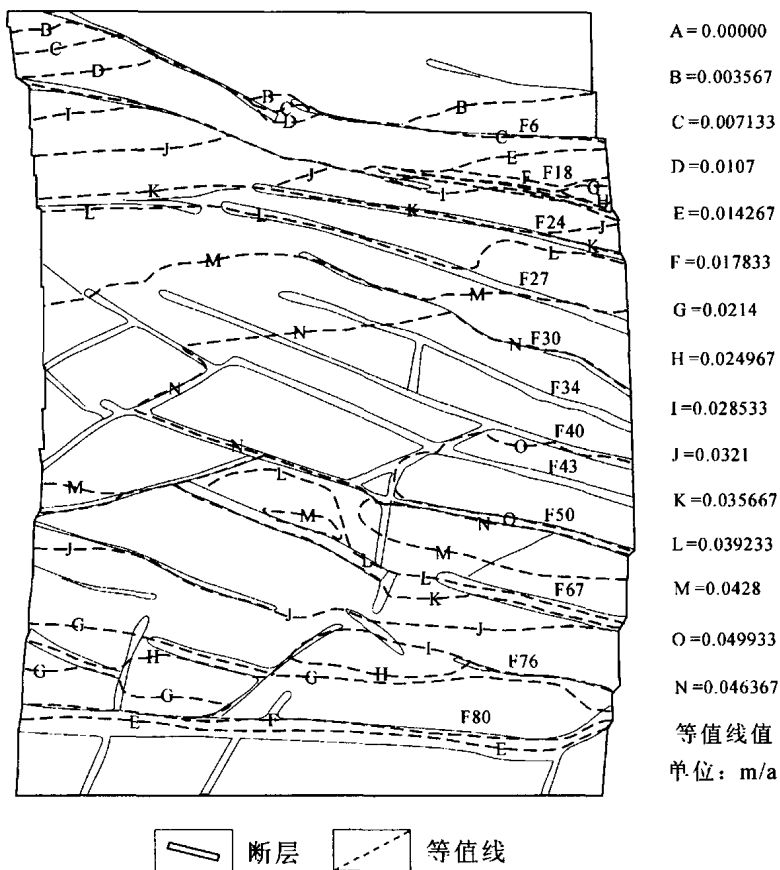 A=0.00000
B=0.003567
C=0.007133
D=0.0107
E=0.014267
F=0.017833
G=0.0214
H=0.024967
I=0.028533
J=0.0321
K=0.035667
L=0.039233
M=0.0428
O=0.049933
N=0.046367
等值线值
单位：m/a
B
C
D
B
C
D
B
C
F6
I
J
E
F18
F
G
H
K
J
I
J
L
L
K
F24
L
K
M
F27
M
N
N
F30
F34
N
F40
O
N
F43
M
L
M
N
O
F50
M
L
L
F67
K
J
J
J
G
I
H
G
H
G
F76
G
E
F
F80
E
断层
等值线